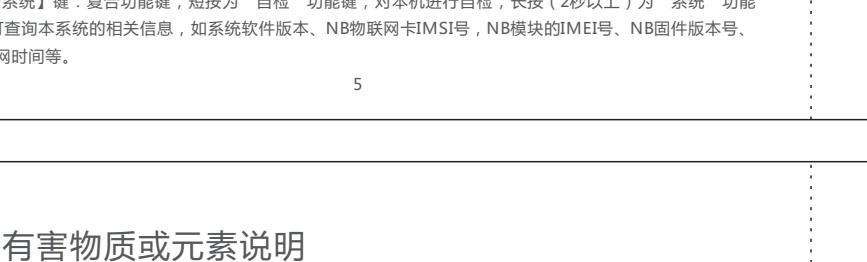 系统】键：复合功能键，短按为“自检”功能键，对本机进行自检，长按（2秒以上）为“系统”功能
查询本系统的相关信息，如系统软件版本、NB物联网卡IMSI号，NB模块的IMEI号、NB固件版本号、
网时间等。
5
有害物质或元素说明